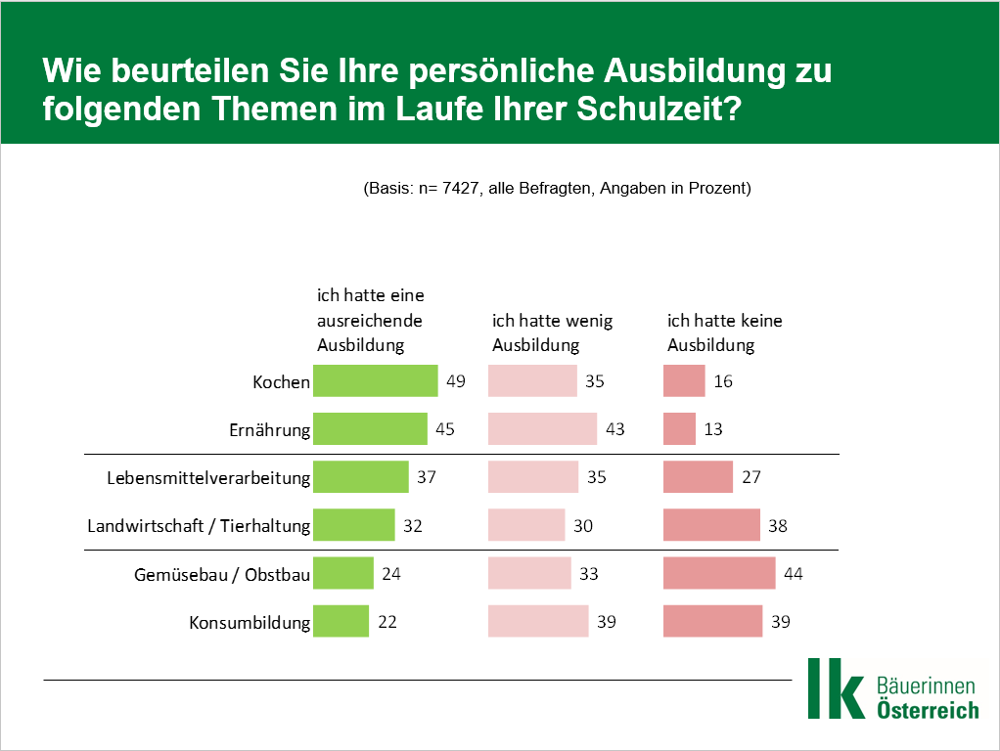 Wie beurteilen Sie Ihre persönliche Ausbildung zu
folgenden Themen im Laufe Ihrer Schulzeit?
(Basis: n= 7427, alle Befragten, Angaben in Prozent)
ich hatte eine
ausreichende
Ausbildung
ich hatte wenig
Ausbildung
ich hatte keine
Ausbildung
Kochen 49 35 16
Ernährung 45 43 13
Lebensmittelverarbeitung 37 35 27
Landwirtschaft / Tierhaltung 32 30 38
Gemüsebau / Obstbau 24 33 44
Konsumbildung 22 39 39
lk Bäuerinnen
Österreich